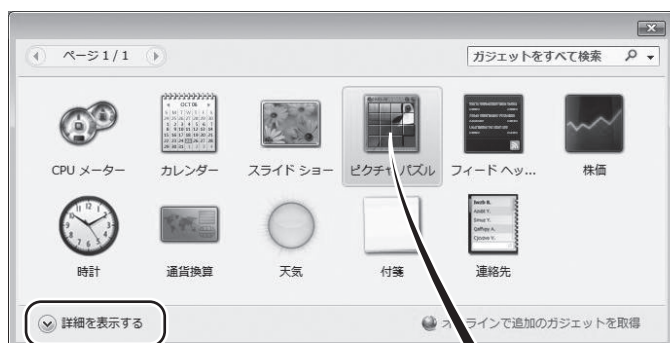 ページ 1 / 1
ガジェットをすべて検索
CPU メーター
カレンダー
スライド ショー
ピクチャ パズル
フィード ヘッ...
株価
時計
通貨換算
天気
付箋
連絡先
詳細を表示する
オンラインで追加のガジェットを取得